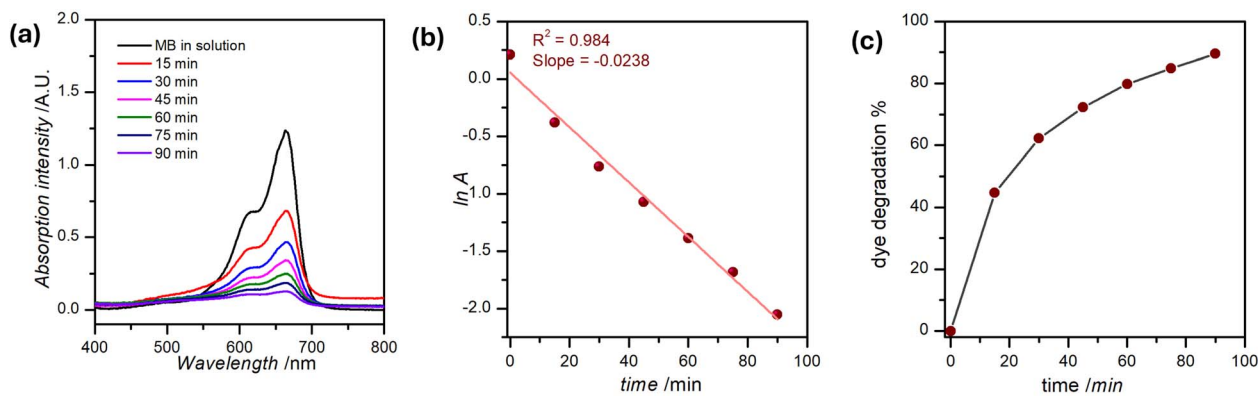 (a)
2.0
1.5
1.0
0.5
0.0
Absorption intensity /A.U.
MB in solution
15 min
30 min
45 min
60 min
75 min
90 min
400
500
600
700
800
Wavelength /nm
(b)
0.5
0.0
-0.5
-1.0
-1.5
-2.0
ln A
R² = 0.984
Slope = -0.0238
0
20
40
60
80
100
time /min
(c)
100
80
60
40
20
0
dye degradation %
0
20
40
60
80
100
time /min